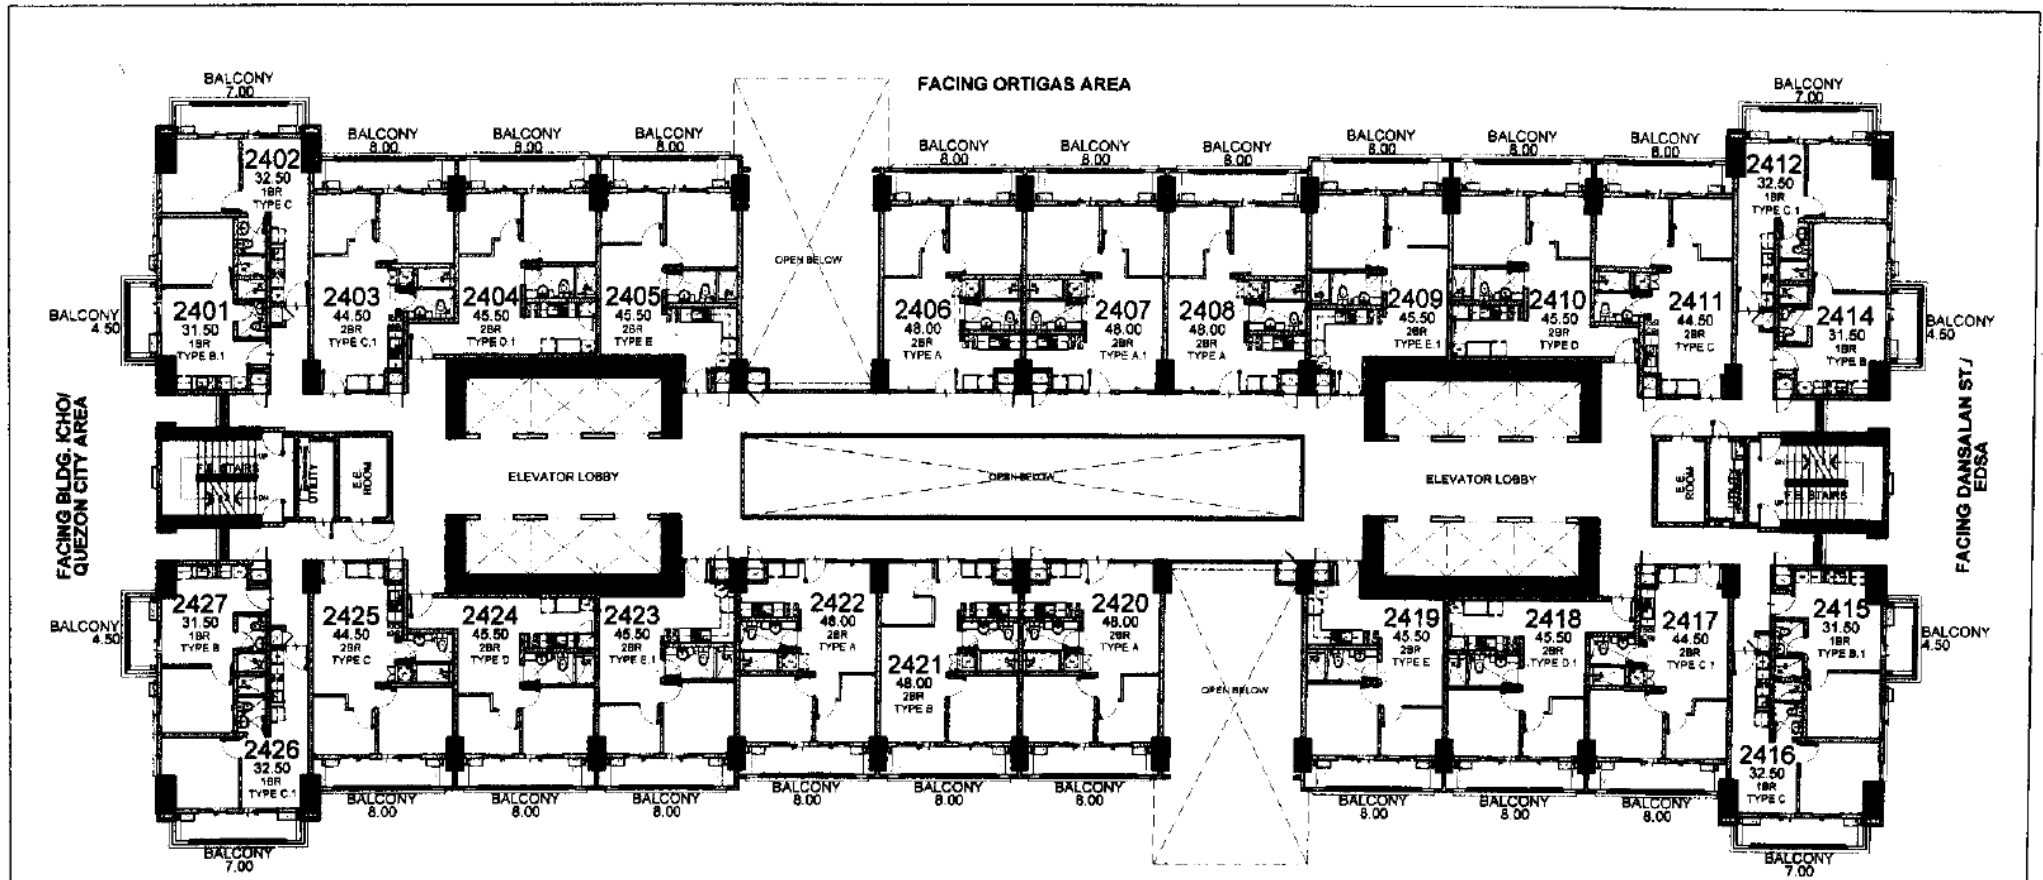 FACING ORTIGAS AREA
BALCONY
7.00
BALCONY
8.00
BALCONY
8.00
BALCONY
8.00
BALCONY
8.00
BALCONY
8.00
BALCONY
8.00
BALCONY
8.00
BALCONY
8.00
BALCONY
8.00
BALCONY
7.00
2402
32.50
1BR
TYPE C
2412
32.50
1BR
TYPE C.1
OPEN BELOW
BALCONY
4.50
2401
31.50
1BR
TYPE B.1
2403
44.50
2BR
TYPE C.1
2404
45.50
2BR
TYPE D.1
2405
45.50
2BR
TYPE E
2406
48.00
2BR
TYPE A
2407
48.00
2BR
TYPE A.1
2408
48.00
2BR
TYPE A
2409
45.50
2BR
TYPE E.1
2410
45.50
2BR
TYPE D
2411
44.50
2BR
TYPE C
2414
31.50
1BR
TYPE B
BALCONY
4.50
FACING BLDG. ICHO/
QUEZON CITY AREA
F.E. STAIRS
UP
DN
UTILITY
E.E.
ROOM
ELEVATOR LOBBY
OPEN BELOW
ELEVATOR LOBBY
E.E.
ROOM
DN
UP
F.E. STAIRS
FACING DANSALAN ST./
EDSA
BALCONY
4.50
2427
31.50
1BR
TYPE B
2425
44.50
2BR
TYPE C
2424
45.50
2BR
TYPE D
2423
45.50
2BR
TYPE E.1
2422
48.00
2BR
TYPE A
2421
48.00
2BR
TYPE B
2420
48.00
2BR
TYPE A
OPEN BELOW
2419
45.50
2BR
TYPE E
2418
45.50
2BR
TYPE D.1
2417
44.50
2BR
TYPE C.1
2415
31.50
1BR
TYPE B.1
BALCONY
4.50
2426
32.50
1BR
TYPE C.1
2416
32.50
1BR
TYPE C
BALCONY
7.00
BALCONY
8.00
BALCONY
8.00
BALCONY
8.00
BALCONY
8.00
BALCONY
8.00
BALCONY
8.00
BALCONY
8.00
BALCONY
8.00
BALCONY
8.00
BALCONY
7.00